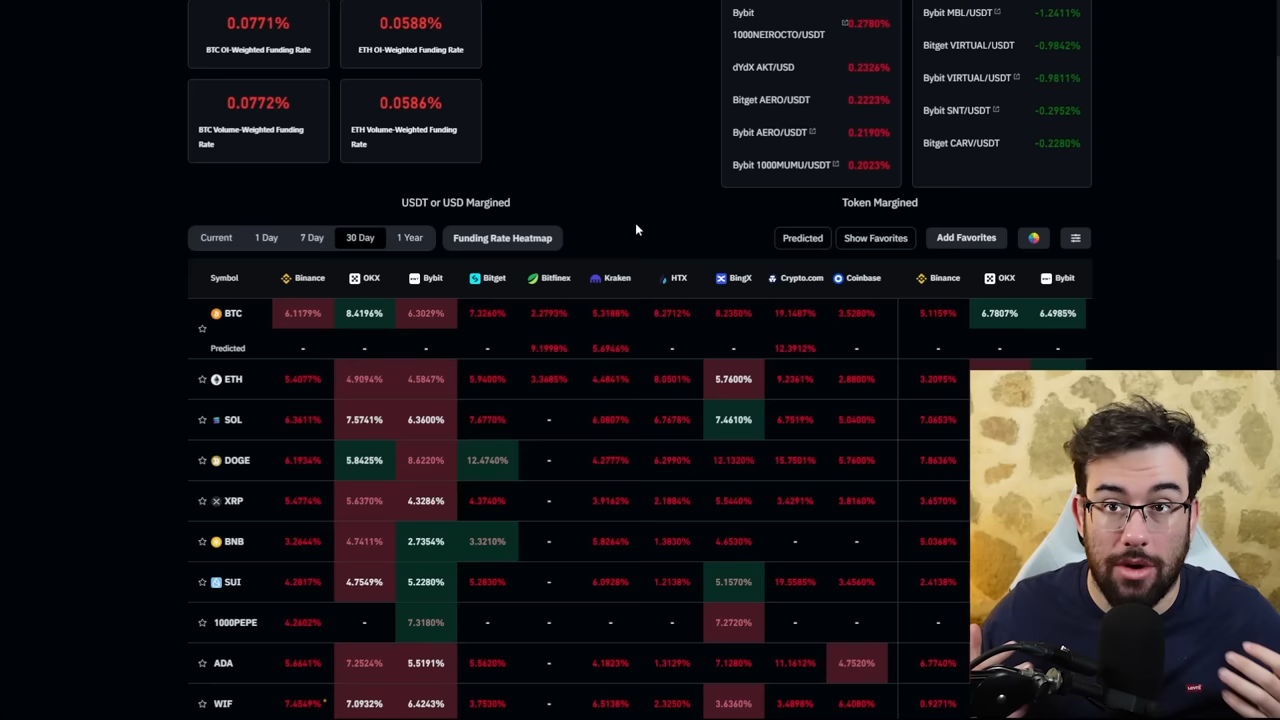 0.0771%
BTC OI-Weighted Funding Rate
0.0588%
ETH OI-Weighted Funding Rate
0.0772%
BTC Volume-Weighted Funding
Rate
0.0586%
ETH Volume-Weighted Funding
Rate
Bybit
1000NEIROCTO/USDT 0.2780%
dYdX AKT/USD 0.2326%
Bitget AERO/USDT 0.2223%
Bybit AERO/USDT 0.2190%
Bybit 1000MUMU/USDT 0.2023%
Bybit MBL/USDT -1.2411%
Bitget VIRTUAL/USDT -0.9842%
Bybit VIRTUAL/USDT -0.9811%
Bybit SNT/USDT -0.2952%
Bitget CARV/USDT -0.2280%
USDT or USD Margined Token Margined
Current 1 Day 7 Day 30 Day 1 Year Funding Rate Heatmap Predicted Show Favorites Add Favorites
Symbol Binance OKX Bybit Bitget Bitfinex Kraken HTX BingX Crypto.com Coinbase Binance OKX Bybit
BTC 6.1179% 8.4196% 6.3029% 7.3260% 2.2793% 5.3188% 8.2712% 8.2350% 19.1487% 3.5280% 5.1159% 6.7807% 6.4985%
Predicted - - - - 9.1998% 5.6946% - - 12.3912% - - - -
ETH 5.4077% 4.9094% 4.5847% 5.9400% 3.3685% 4.4841% 8.0501% 5.7600% 9.2361% 2.8800% 3.2095%
SOL 6.3611% 7.5741% 6.3600% 7.6770% - 6.0807% 6.7678% 7.4610% 6.7519% 5.0400% 7.0653%
DOGE 6.1934% 5.8425% 8.6220% 12.4740% - 4.2777% 6.2990% 12.1320% 15.7501% 5.7600% 7.8636%
XRP 5.4774% 5.6370% 4.3286% 4.3740% - 3.9162% 2.1884% 5.5440% 3.4291% 3.8160% 3.6570%
BNB 3.2644% 4.7411% 2.7354% 3.3210% - 5.8264% 1.3830% 4.6530% - - 5.0368%
SUI 4.2817% 4.7549% 5.2280% 5.2830% - 6.0928% 1.2138% 5.1570% 19.5585% 3.4560% 2.4138%
1000PEPE 4.2602% - 7.3180% - - - - 7.2720% - - -
ADA 5.6641% 7.2524% 5.5191% 5.5620% - 4.1823% 1.3129% 7.1280% 11.1612% 4.7520% 6.7740%
WIF 7.4549% 7.0932% 6.4243% 3.7530% - 6.5138% 2.3250% 3.6360% 3.4898% 6.4080% 0.9271%